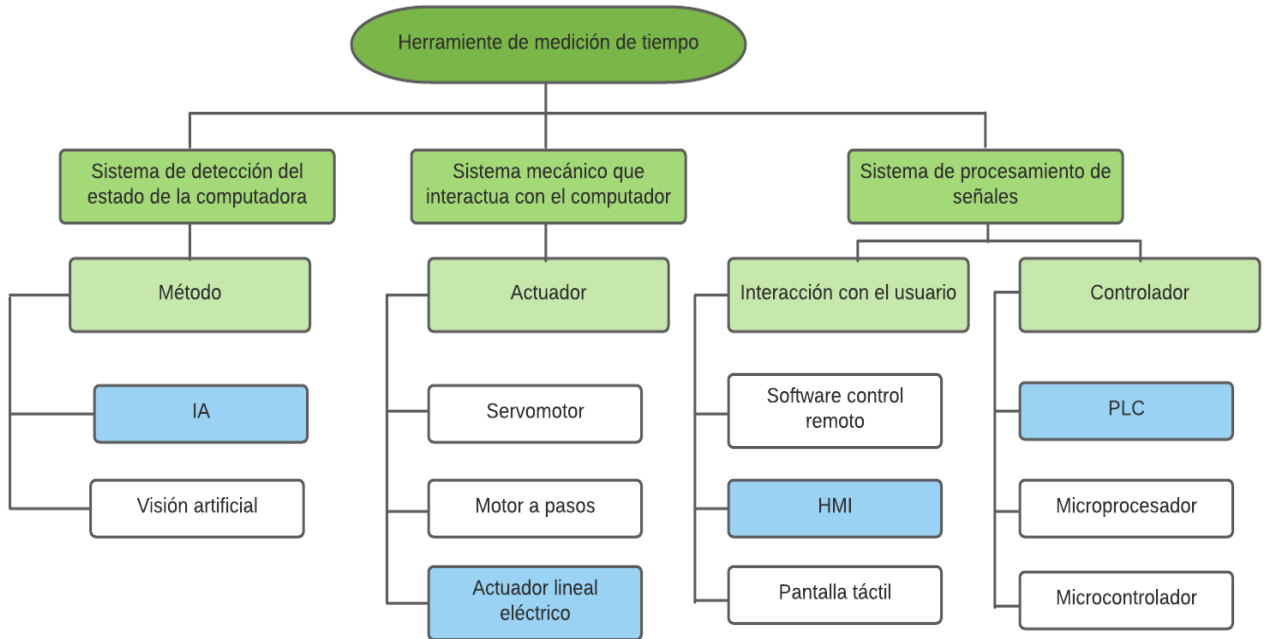 Herramiente de medición de tiempo
Sistema de detección del
estado de la computadora
Sistema mecánico que
interactua con el computador
Sistema de procesamiento de
señales
Método
Actuador
Interacción con el usuario
Controlador
IA
Servomotor
Software control
remoto
PLC
Visión artificial
Motor a pasos
HMI
Microprocesador
Actuador lineal
eléctrico
Pantalla táctil
Microcontrolador